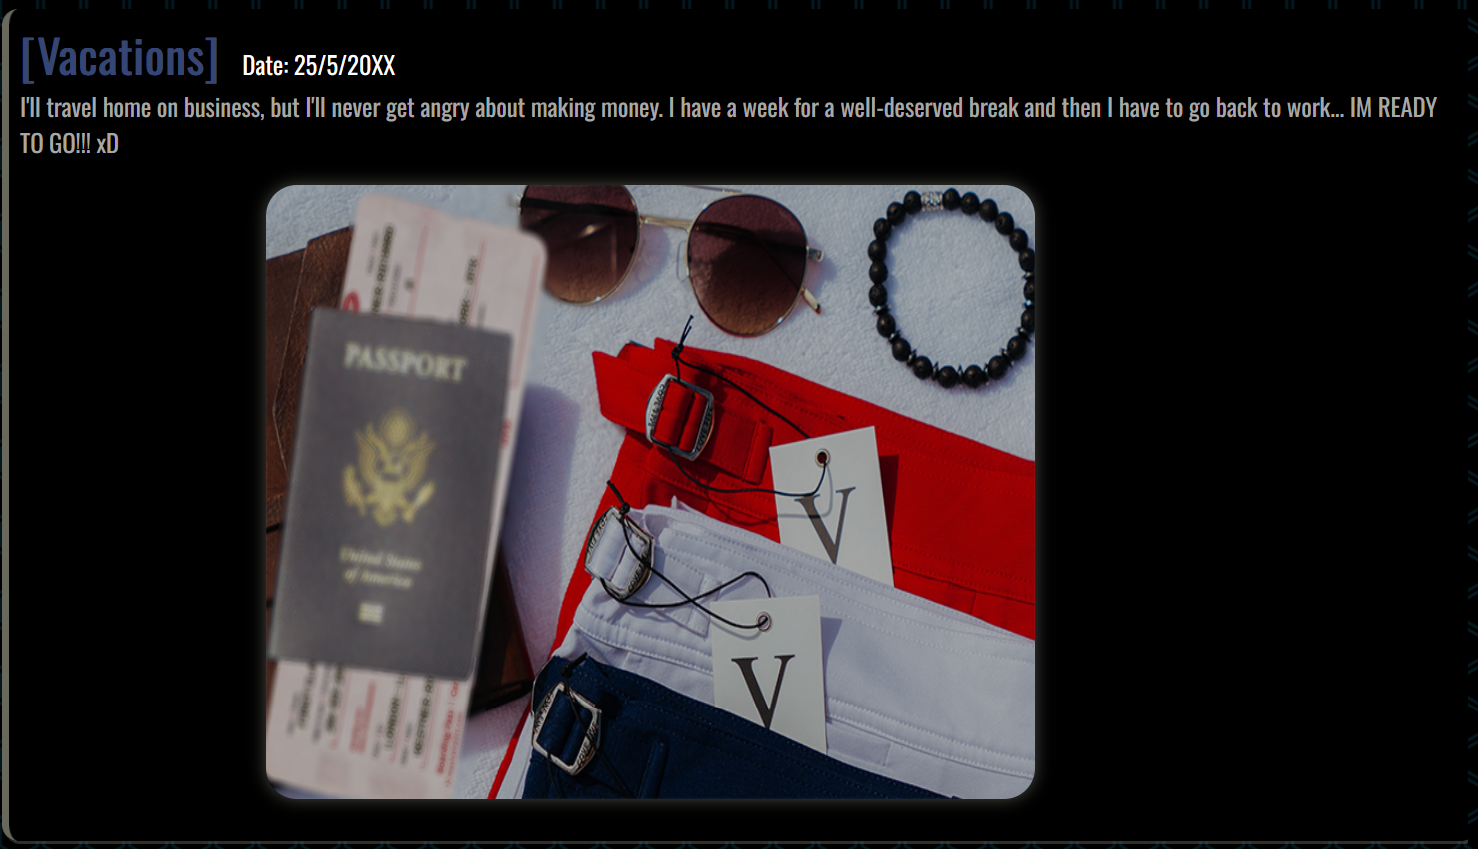 [Vacations] Date: 25/5/20XX
I'll travel home on business, but I'll never get angry about making money. I have a week for a well-deserved break and then I have to go back to work... IM READY
TO GO!!! xD
PASSPORT
United States
of America
V
V